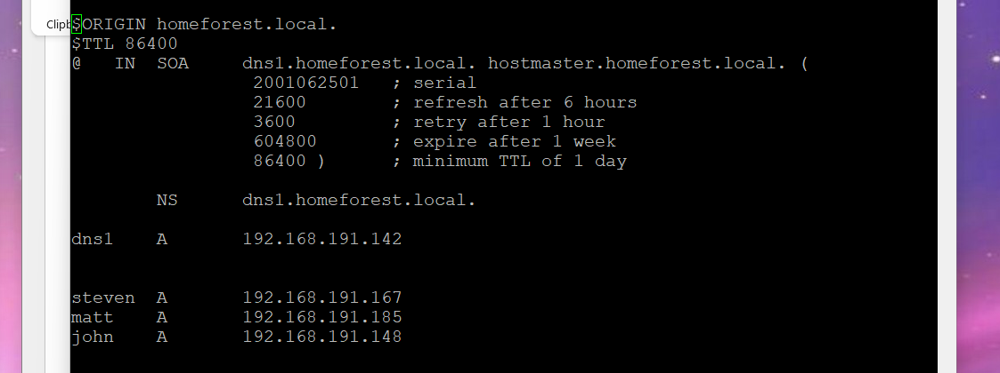 Clipb
$ORIGIN homeforest.local.
$TTL 86400
@ IN SOA dns1.homeforest.local. hostmaster.homeforest.local. (
2001062501 ; serial
21600 ; refresh after 6 hours
3600 ; retry after 1 hour
604800 ; expire after 1 week
86400 ) ; minimum TTL of 1 day
NS dns1.homeforest.local.
dns1 A 192.168.191.142
steven A 192.168.191.167
matt A 192.168.191.185
john A 192.168.191.148